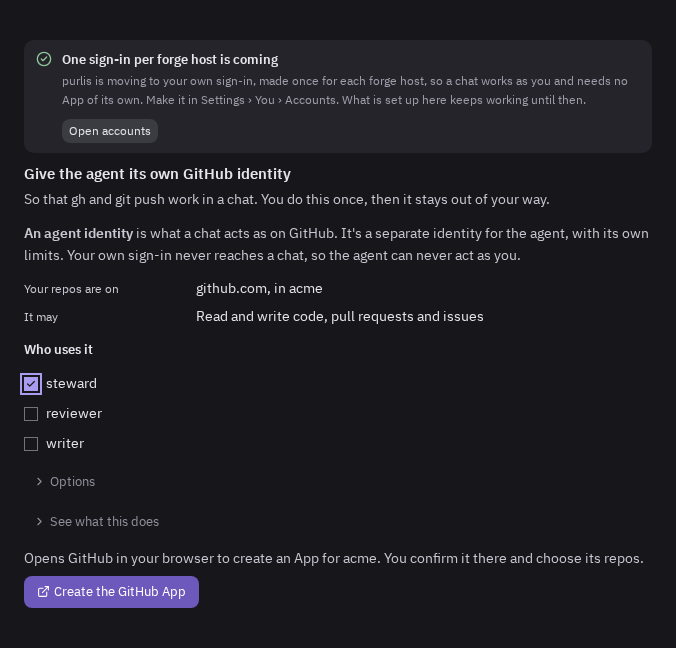 One sign-in per forge host is coming
purlis is moving to your own sign-in, made once for each forge host, so a chat works as you and needs no
App of its own. Make it in Settings › You › Accounts. What is set up here keeps working until then.
Open accounts
Give the agent its own GitHub identity
So that gh and git push work in a chat. You do this once, then it stays out of your way.
An agent identity is what a chat acts as on GitHub. It's a separate identity for the agent, with its own
limits. Your own sign-in never reaches a chat, so the agent can never act as you.
Your repos are on github.com, in acme
It may Read and write code, pull requests and issues
Who uses it
steward
reviewer
writer
Options
See what this does
Opens GitHub in your browser to create an App for acme. You confirm it there and choose its repos.
Create the GitHub App